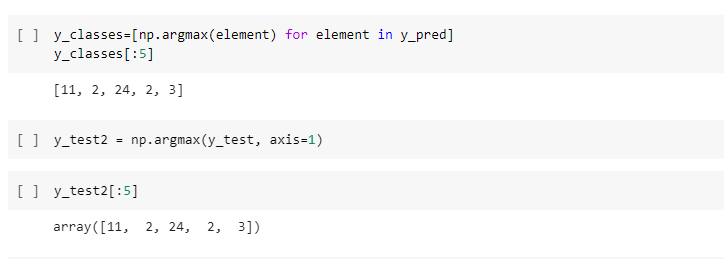 [ ] y_classes=[np.argmax(element) for element in y_pred]
y_classes[:5]
[11, 2, 24, 2, 3]
[ ] y_test2 = np.argmax(y_test, axis=1)
[ ] y_test2[:5]
array([11,  2, 24,  2,  3])